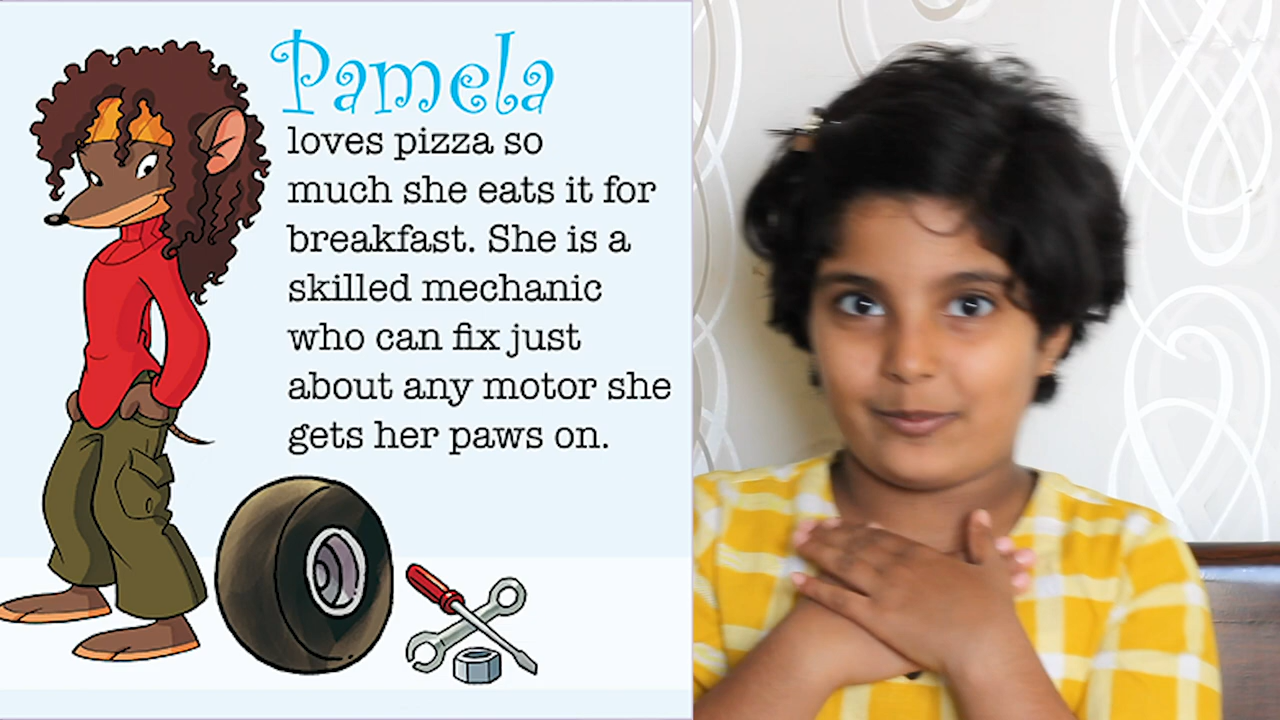 Pamela
loves pizza so
much she eats it for
breakfast. She is a
skilled mechanic
who can fix just
about any motor she
gets her paws on.